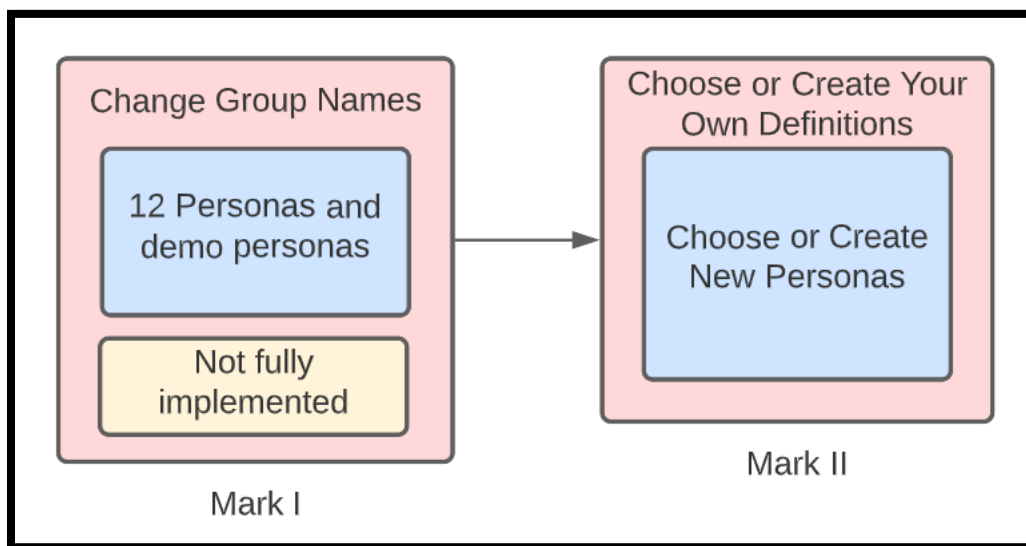 Change Group Names
12 Personas and
demo personas
Not fully
implemented
Mark I
Choose or Create Your
Own Definitions
Choose or Create
New Personas
Mark II